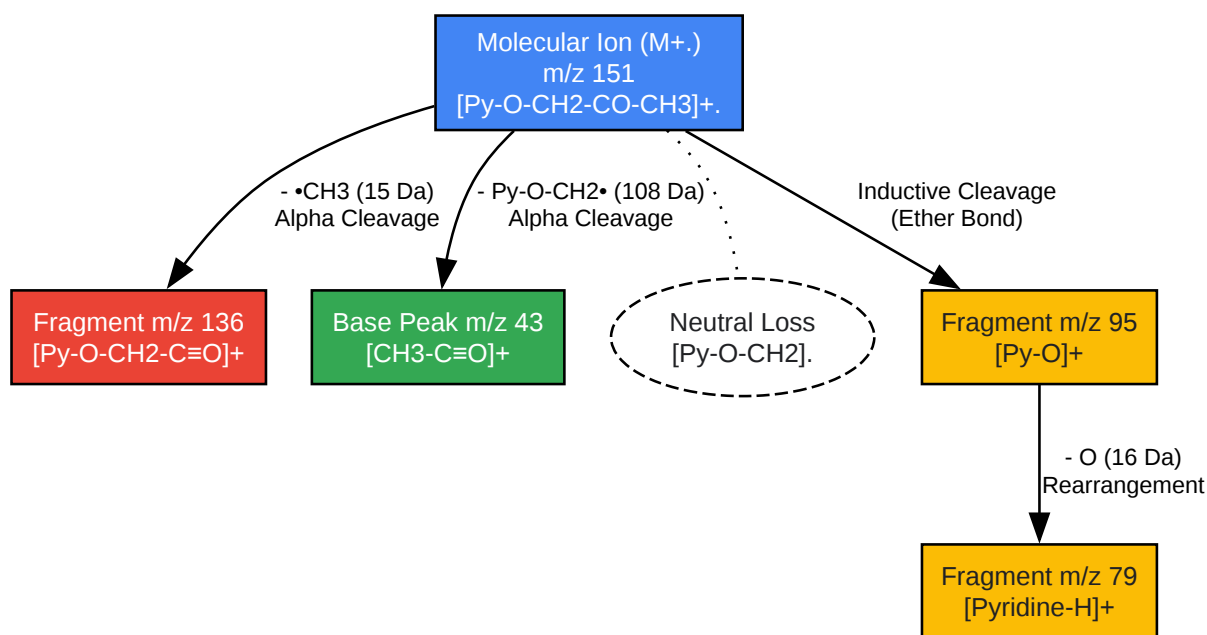 Molecular Ion (M+.)
m/z 151
[Py-O-CH2-CO-CH3]+.
- •CH3 (15 Da)
Alpha Cleavage
- Py-O-CH2• (108 Da)
Alpha Cleavage
Inductive Cleavage
(Ether Bond)
Fragment m/z 136
[Py-O-CH2-C≡O]+
Base Peak m/z 43
[CH3-C≡O]+
Neutral Loss
[Py-O-CH2].
Fragment m/z 95
[Py-O]+
- O (16 Da)
Rearrangement
Fragment m/z 79
[Pyridine-H]+